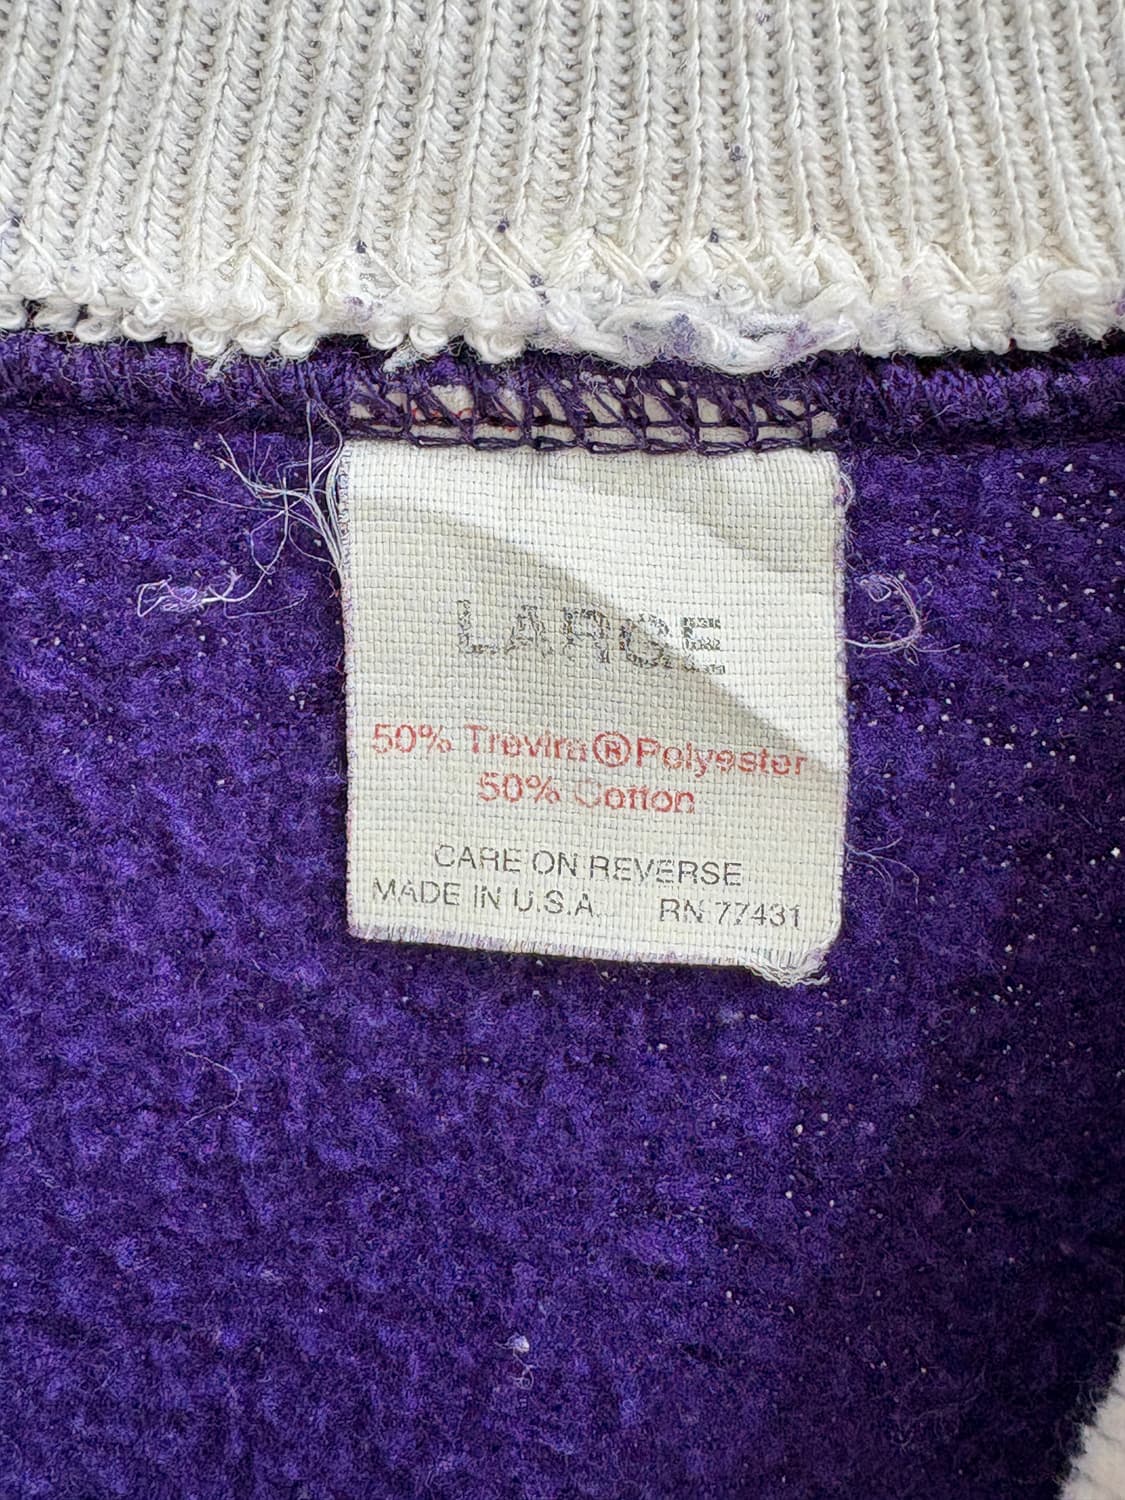 LARGE
50% Trevira®Polyester
50% Cotton
CARE ON REVERSE
MADE IN U.S.A. RN 77431